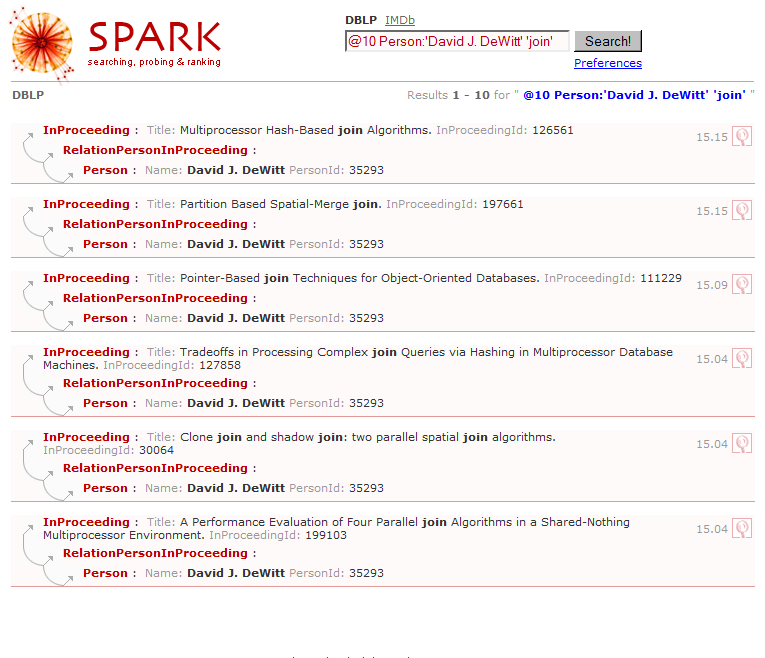 SPARK
searching, probing & ranking
DBLP IMDb
@10 Person:'David J. DeWitt' 'join' Search!
Preferences
DBLP Results 1 - 10 for " @10 Person:'David J. DeWitt' 'join' "
InProceeding : Title: Multiprocessor Hash-Based join Algorithms. InProceedingId: 126561 15.15
RelationPersonInProceeding :
Person : Name: David J. DeWitt PersonId: 35293
InProceeding : Title: Partition Based Spatial-Merge join. InProceedingId: 197661 15.15
RelationPersonInProceeding :
Person : Name: David J. DeWitt PersonId: 35293
InProceeding : Title: Pointer-Based join Techniques for Object-Oriented Databases. InProceedingId: 111229 15.09
RelationPersonInProceeding :
Person : Name: David J. DeWitt PersonId: 35293
InProceeding : Title: Tradeoffs in Processing Complex join Queries via Hashing in Multiprocessor Database 15.04
Machines. InProceedingId: 127858
RelationPersonInProceeding :
Person : Name: David J. DeWitt PersonId: 35293
InProceeding : Title: Clone join and shadow join: two parallel spatial join algorithms. 15.04
InProceedingId: 30064
RelationPersonInProceeding :
Person : Name: David J. DeWitt PersonId: 35293
InProceeding : Title: A Performance Evaluation of Four Parallel join Algorithms in a Shared-Nothing 15.04
Multiprocessor Environment. InProceedingId: 199103
RelationPersonInProceeding :
Person : Name: David J. DeWitt PersonId: 35293